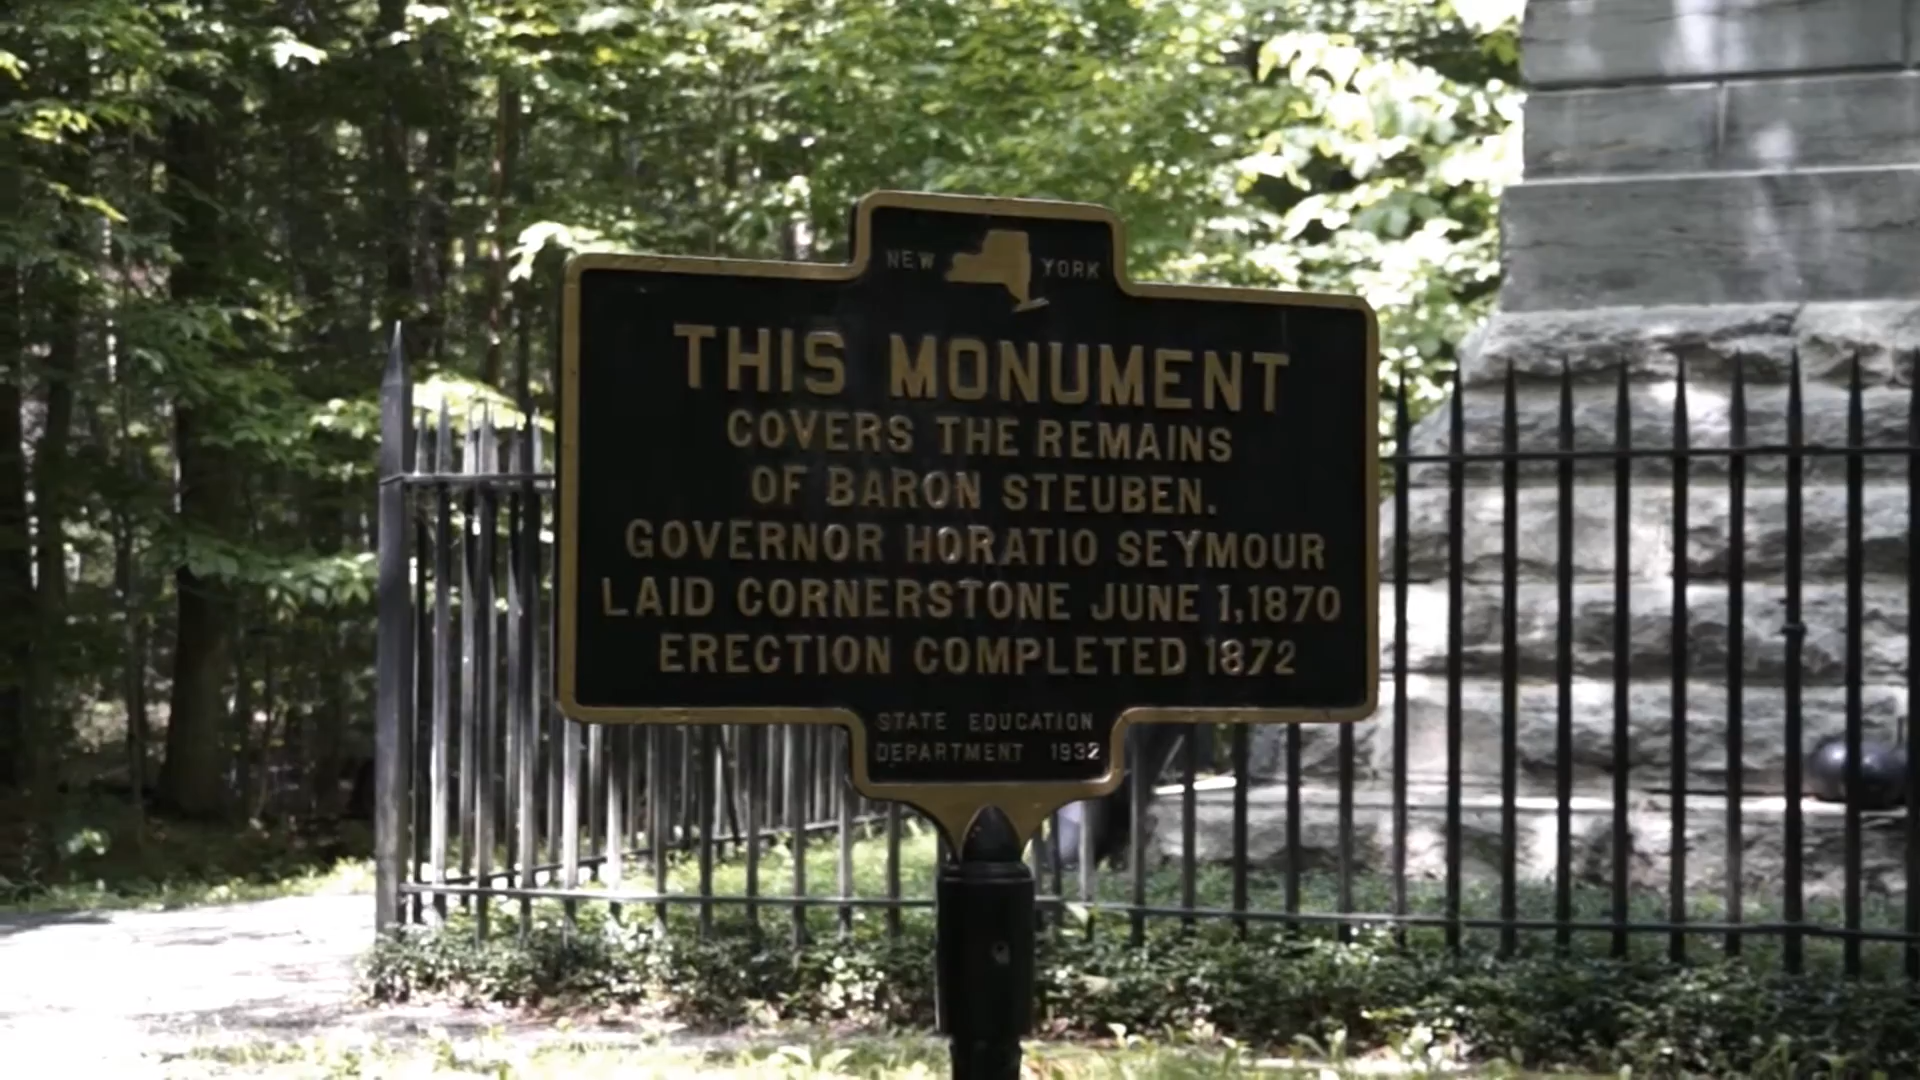 NEW YORK
THIS MONUMENT
COVERS THE REMAINS
OF BARON STEUBEN.
GOVERNOR HORATIO SEYMOUR
LAID CORNERSTONE JUNE 1,1870
ERECTION COMPLETED 1872
STATE EDUCATION
DEPARTMENT 1932